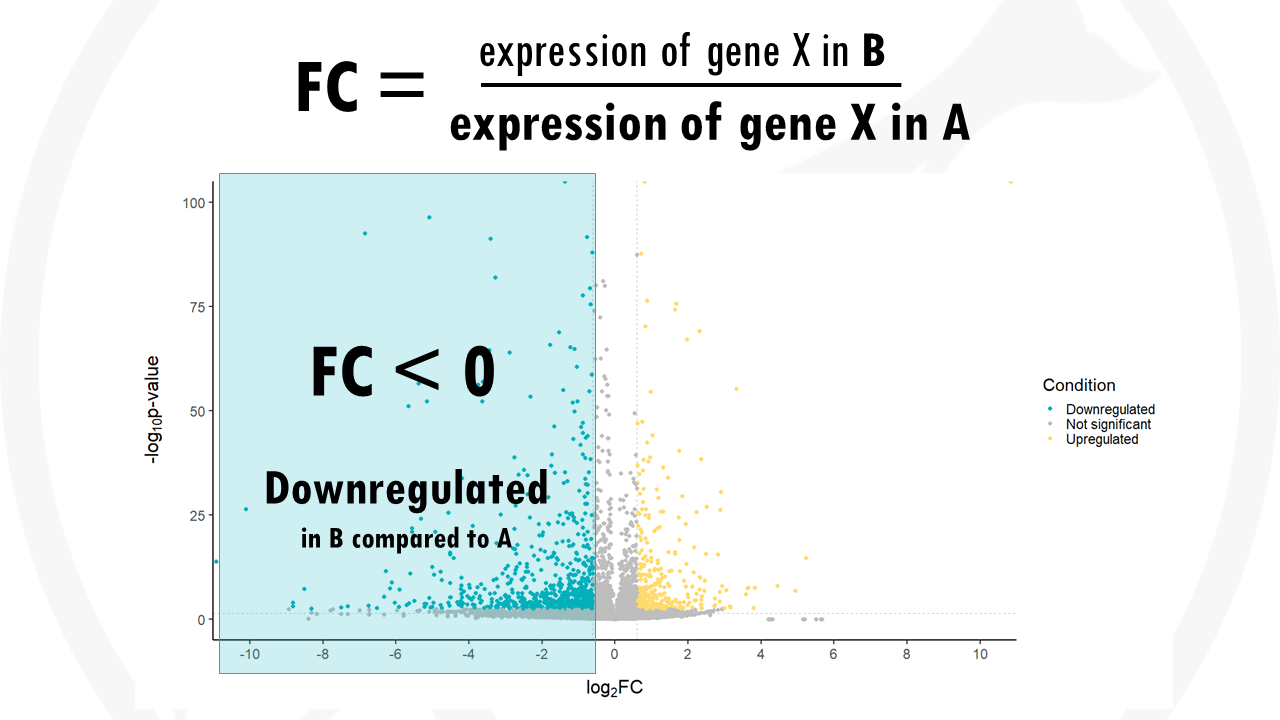 expression of gene X in B
FC =
expression of gene X in A
100
75
50
25
0
-log10p-value
FC < 0
Downregulated
in B compared to A
Condition
Downregulated
Not significant
Upregulated
-10 -8 -6 -4 -2 0 2 4 6 8 10
log2FC